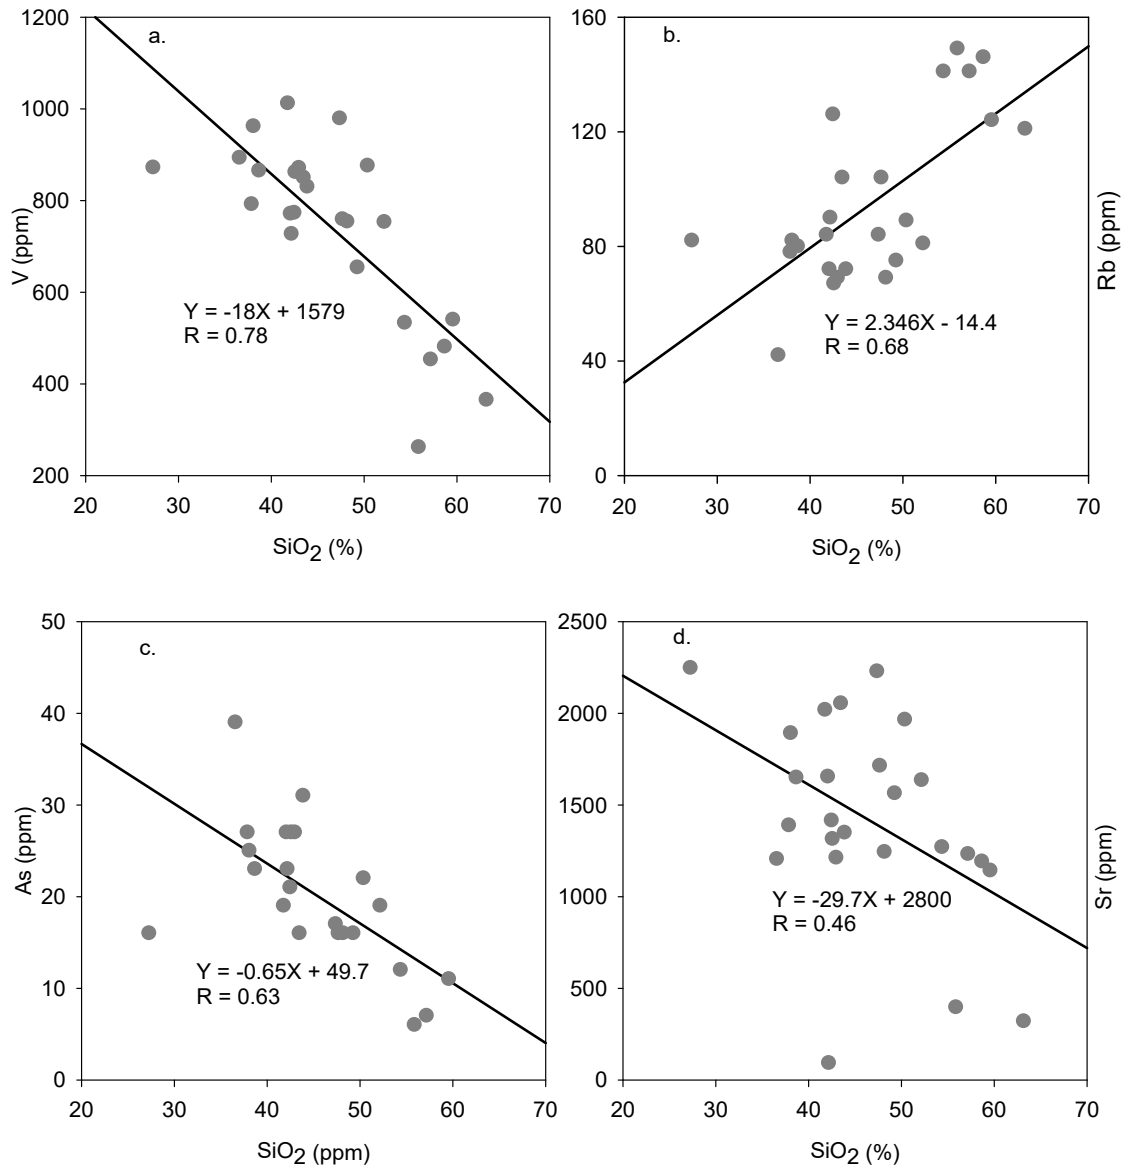 a.
1200
1000
800
600
400
200
V (ppm)
Y = -18X + 1579
R = 0.78
20 30 40 50 60 70
SiO2 (%)
b.
160
120
80
40
0
Rb (ppm)
Y = 2.346X - 14.4
R = 0.68
20 30 40 50 60 70
SiO2 (%)
c.
50
40
30
20
10
0
As (ppm)
Y = -0.65X + 49.7
R = 0.63
20 30 40 50 60 70
SiO2 (ppm)
d.
2500
2000
1500
1000
500
0
Sr (ppm)
Y = -29.7X + 2800
R = 0.46
20 30 40 50 60 70
SiO2 (%)